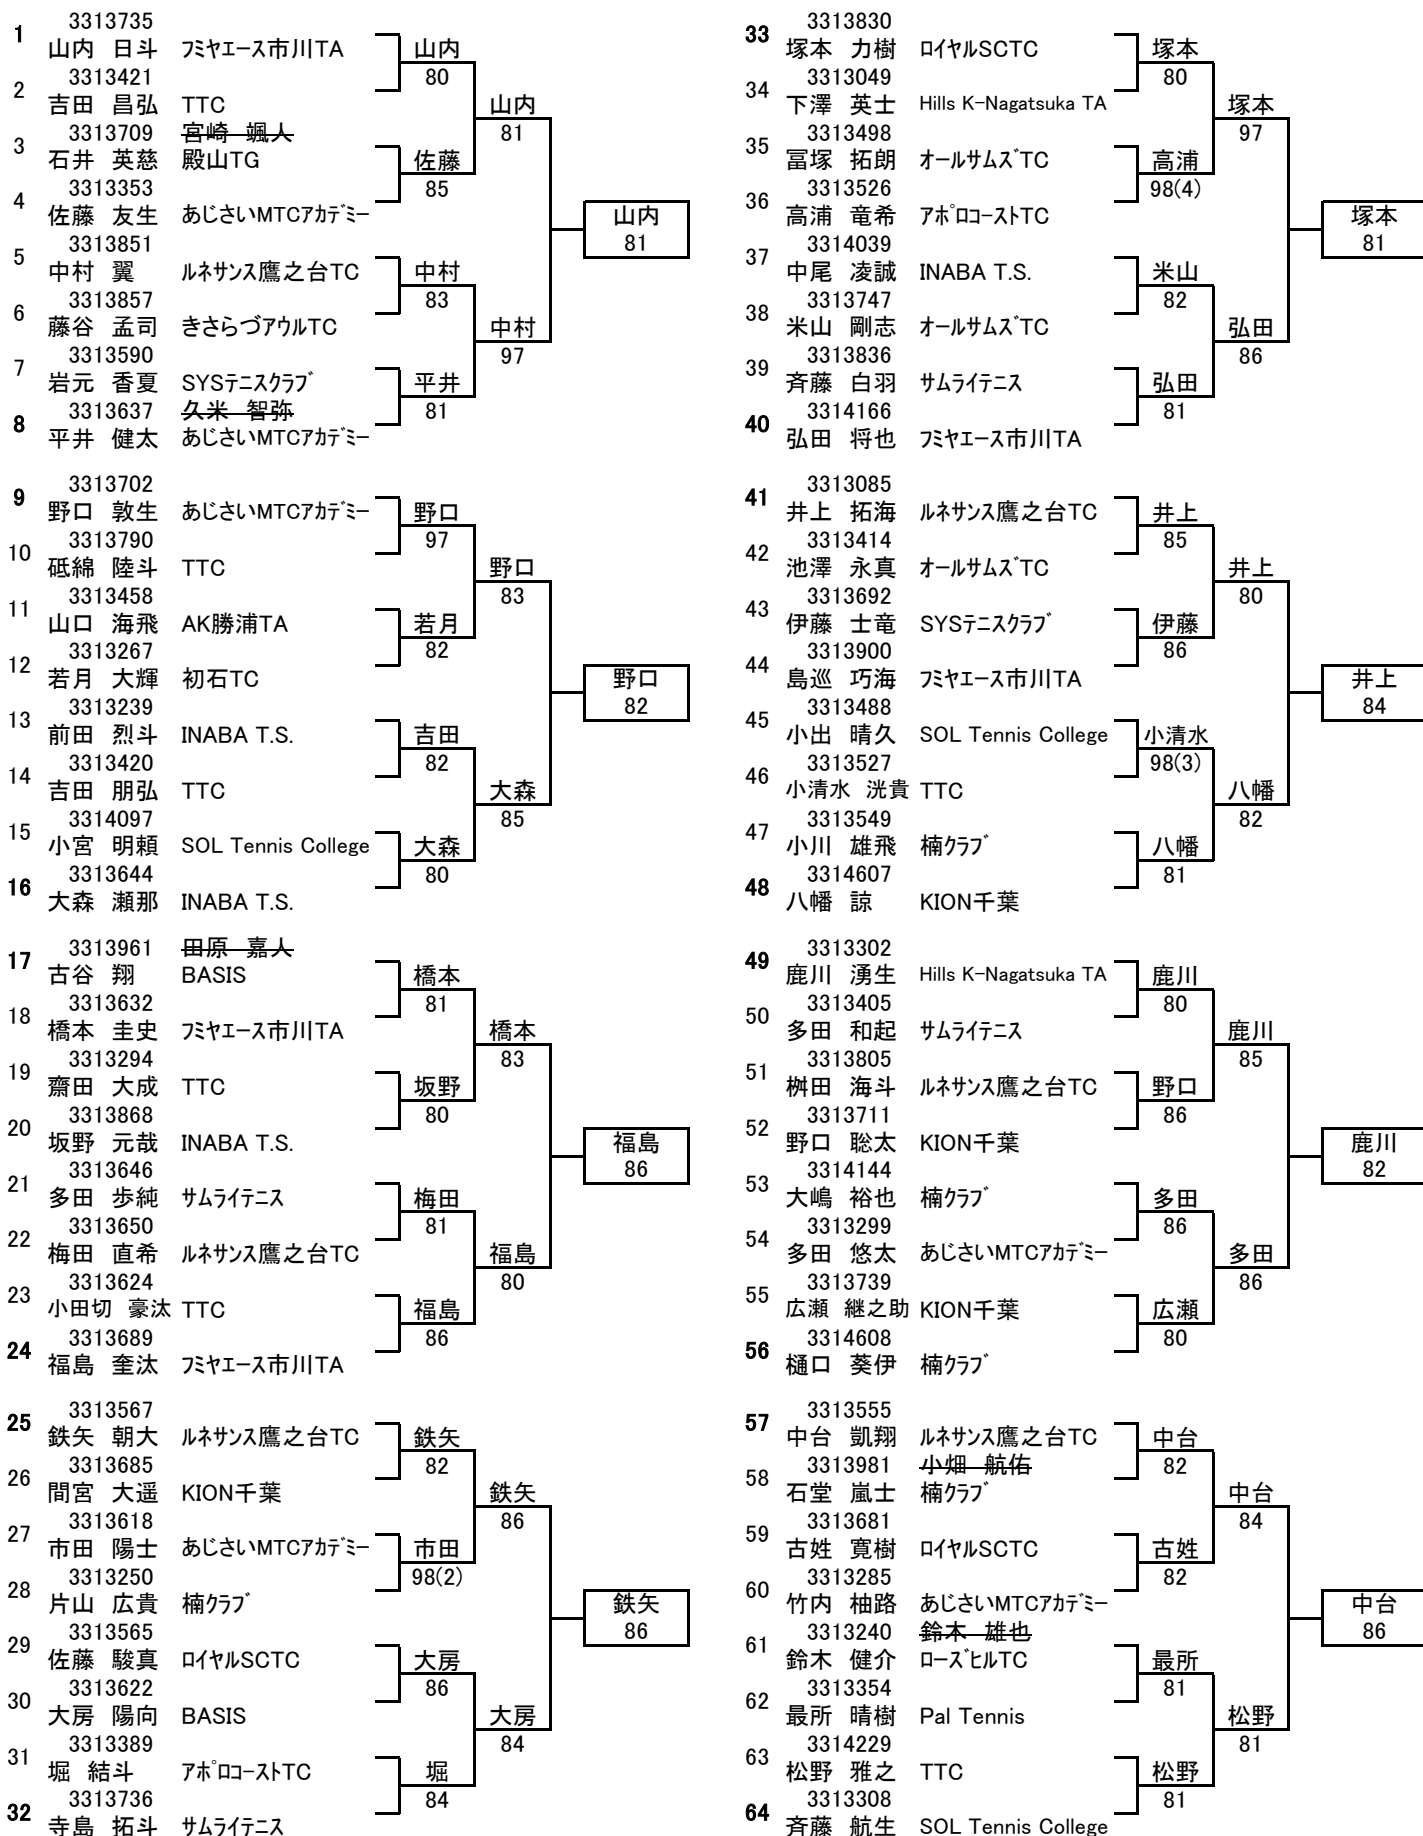 3313735
1 山内 日斗 フミヤエース市川TA 山内
3313421 80
2 吉田 昌弘 TTC 山内
3313709 宮崎 颯人 81
3 石井 英慈 殿山TG 佐藤
3313353 85
4 佐藤 友生 あじさいMTCアカデミー 山内
3313851 81
5 中村 翼 ルネサンス鷹之台TC 中村
3313857 83
6 藤谷 孟司 きさらづアウルTC 中村
3313590 97
7 岩元 香夏 SYSテニスクラブ 平井
3313637 久米 智弥 81
8 平井 健太 あじさいMTCアカデミー
3313702
9 野口 敦生 あじさいMTCアカデミー 野口
3313790 97
10 砥綿 陸斗 TTC 野口
3313458 83
11 山口 海飛 AK勝浦TA 若月
3313267 82
12 若月 大輝 初石TC 野口
3313239 82
13 前田 烈斗 INABA T.S. 吉田
3313420 82
14 吉田 朋弘 TTC 大森
3314097 85
15 小宮 明頼 SOL Tennis College 大森
3313644 80
16 大森 瀬那 INABA T.S.
3313961 田原 嘉人
17 古谷 翔 BASIS 橋本
3313632 81
18 橋本 圭史 フミヤエース市川TA 橋本
3313294 83
19 齋田 大成 TTC 坂野
3313868 80
20 坂野 元哉 INABA T.S. 福島
3313646 86
21 多田 歩純 サムライテニス 梅田
3313650 81
22 梅田 直希 ルネサンス鷹之台TC 福島
3313624 80
23 小田切 豪汰 TTC 福島
3313689 86
24 福島 奎汰 フミヤエース市川TA
3313567
25 鉄矢 朝大 ルネサンス鷹之台TC 鉄矢
3313685 82
26 間宮 大遥 KION千葉 鉄矢
3313618 86
27 市田 陽士 あじさいMTCアカデミー 市田
3313250 98(2)
28 片山 広貴 楠クラブ 鉄矢
3313565 86
29 佐藤 駿真 ロイヤルSCTC 大房
3313622 86
30 大房 陽向 BASIS 大房
3313389 84
31 堀 結斗 アポロコーストTC 堀
3313736 84
32 寺島 拓斗 サムライテニス
3313830
33 塚本 力樹 ロイヤルSCTC 塚本
3313049 80
34 下澤 英士 Hills K-Nagatsuka TA 塚本
3313498 97
35 冨塚 拓朗 オールサムズTC 高浦
3313526 98(4)
36 高浦 竜希 アポロコーストTC 塚本
3314039 81
37 中尾 凌誠 INABA T.S. 米山
3313747 82
38 米山 剛志 オールサムズTC 弘田
3313836 86
39 斉藤 白羽 サムライテニス 弘田
3314166 81
40 弘田 将也 フミヤエース市川TA
3313085
41 井上 拓海 ルネサンス鷹之台TC 井上
3313414 85
42 池澤 永真 オールサムズTC 井上
3313692 80
43 伊藤 士竜 SYSテニスクラブ 伊藤
3313900 86
44 島巡 巧海 フミヤエース市川TA 井上
3313488 84
45 小出 晴久 SOL Tennis College 小清水
3313527 98(3)
46 小清水 洸貴 TTC 八幡
3313549 82
47 小川 雄飛 楠クラブ 八幡
3314607 81
48 八幡 諒 KION千葉
3313302
49 鹿川 湧生 Hills K-Nagatsuka TA 鹿川
3313405 80
50 多田 和起 サムライテニス 鹿川
3313805 85
51 桝田 海斗 ルネサンス鷹之台TC 野口
3313711 86
52 野口 聡太 KION千葉 鹿川
3314144 82
53 大嶋 裕也 楠クラブ 多田
3313299 86
54 多田 悠太 あじさいMTCアカデミー 多田
3313739 86
55 広瀬 継之助 KION千葉 広瀬
3314608 80
56 樋口 葵伊 楠クラブ
3313555
57 中台 凱翔 ルネサンス鷹之台TC 中台
3313981 小畑 航佑 82
58 石堂 嵐士 楠クラブ 中台
3313681 84
59 古姓 寛樹 ロイヤルSCTC 古姓
3313285 82
60 竹内 柚路 あじさいMTCアカデミー 中台
3313240 鈴木 雄也 86
61 鈴木 健介 ローズヒルTC 最所
3313354 81
62 最所 晴樹 Pal Tennis 松野
3314229 81
63 松野 雅之 TTC 松野
3313308 81
64 斉藤 航生 SOL Tennis College